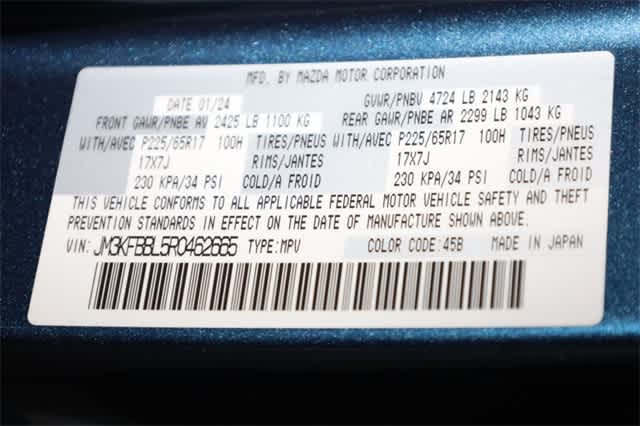 MFD. BY MAZDA MOTOR CORPORATION
DATE 01/24 GVWR/PNBV 4724 LB 2143 KG
FRONT GAWR/PNBE AV 2425 LB 1100 KG REAR GAWR/PNBE AR 2299 LB 1043 KG
WITH/AVEC P225/65R17 100H TIRES/PNEUS WITH/AVEC P225/65R17 100H TIRES/PNEUS
17X7J RIMS/JANTES 17X7J RIMS/JANTES
230 KPA/34 PSI COLD/A FROID 230 KPA/34 PSI COLD/A FROID
THIS VEHICLE CONFORMS TO ALL APPLICABLE FEDERAL MOTOR VEHICLE SAFETY AND THEFT
PREVENTION STANDARDS IN EFFECT ON THE DATE OF MANUFACTURE SHOWN ABOVE.
VIN: JM3KFBBL5R0462665 TYPE:MPV COLOR CODE:45B MADE IN JAPAN